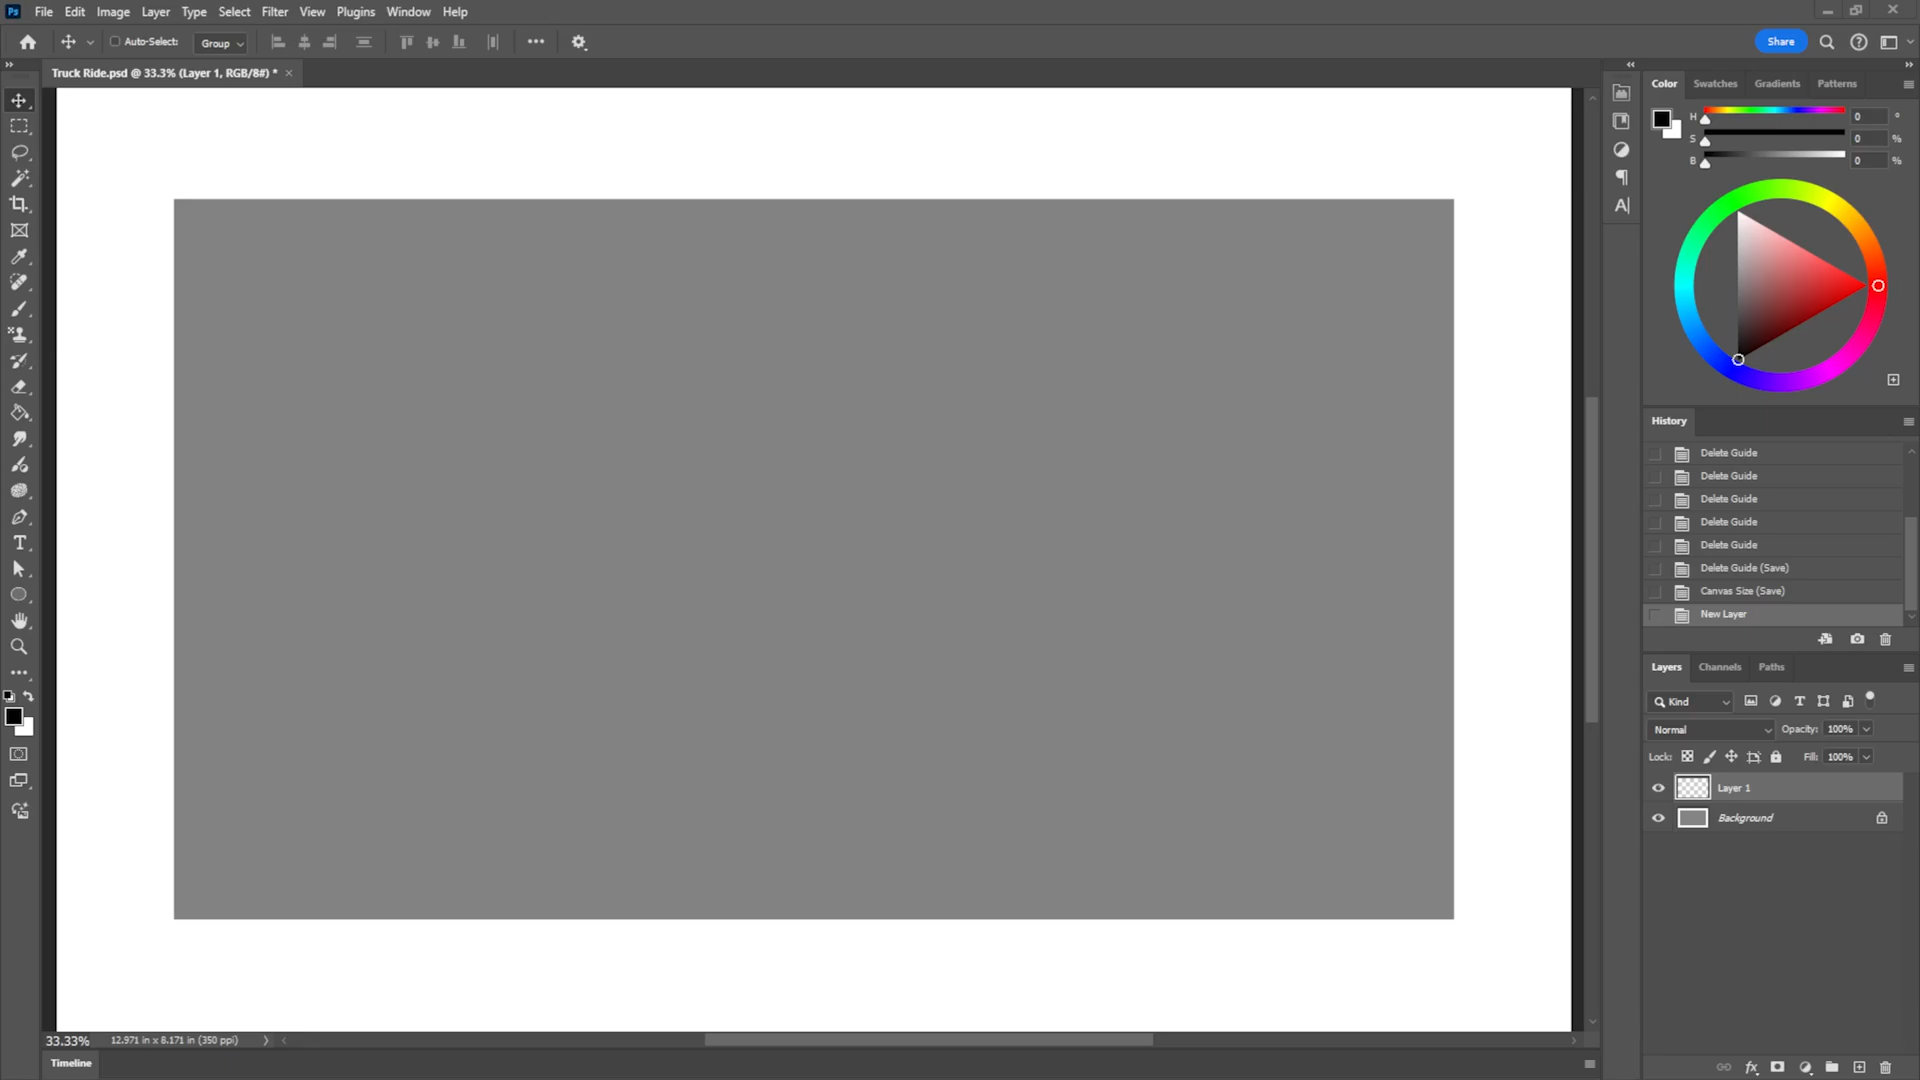 Ps File Edit Image Layer Type Select Filter View Plugins Window Help
Auto-Select: Group Share
Truck Ride.psd @ 33.3% (Layer 1, RGB/8#) *
Color Swatches Gradients Patterns
H 0 °
S 0 %
B 0 %
History
Delete Guide
Delete Guide
Delete Guide
Delete Guide
Delete Guide
Delete Guide (Save)
Canvas Size (Save)
New Layer
Layers Channels Paths
Kind
Normal Opacity: 100%
Lock: Fill: 100%
Layer 1
Background
33.33% 12.971 in x 8.171 in (350 ppi)
Timeline